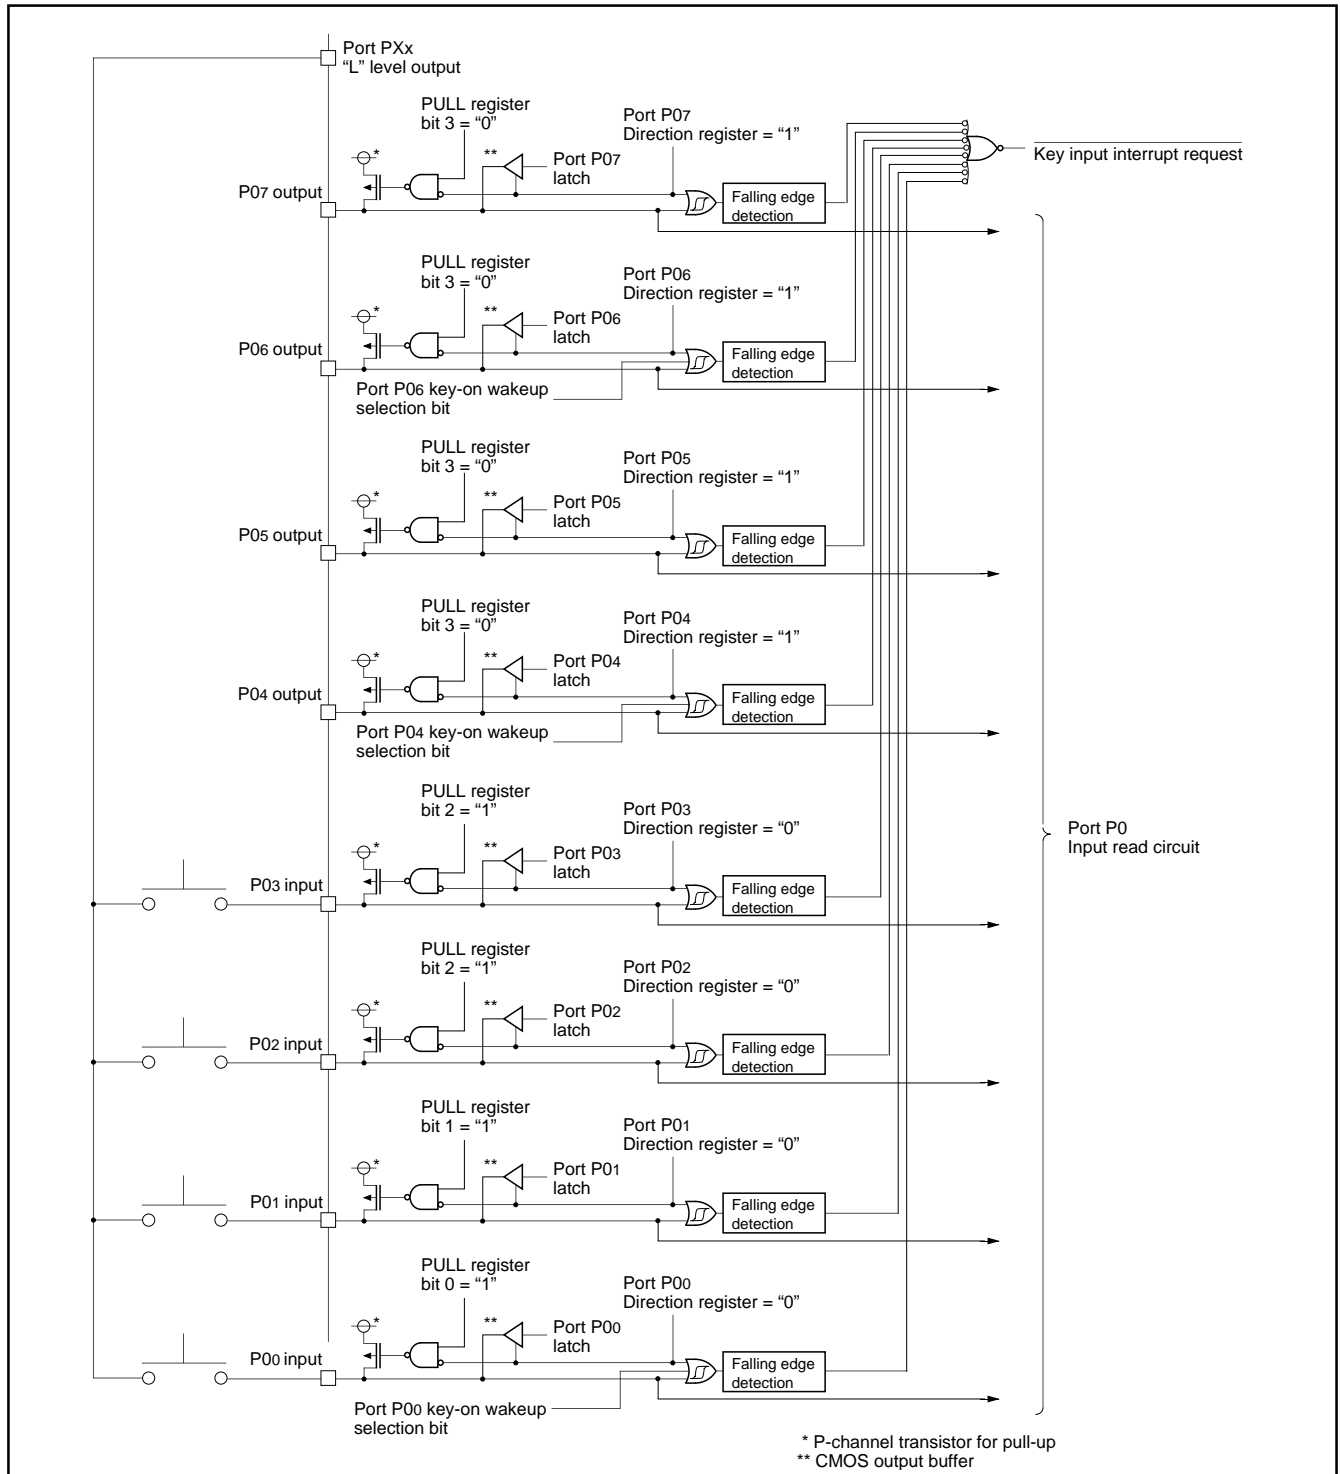 Port PXx
“L” level output
PULL register
bit 3 = “0”
Port P07
Direction register = “1”
*
**
Port P07
latch
P07 output
Falling edge
detection
Key input interrupt request
PULL register
bit 3 = “0”
Port P06
Direction register = “1”
*
**
Port P06
latch
P06 output
Falling edge
detection
Port P06 key-on wakeup
selection bit
PULL register
bit 3 = “0”
Port P05
Direction register = “1”
*
**
Port P05
latch
P05 output
Falling edge
detection
PULL register
bit 3 = “0”
Port P04
Direction register = “1”
*
**
Port P04
latch
P04 output
Falling edge
detection
Port P04 key-on wakeup
selection bit
PULL register
bit 2 = “1”
Port P03
Direction register = “0”
*
**
Port P03
latch
P03 input
Falling edge
detection
Port P0
Input read circuit
PULL register
bit 2 = “1”
Port P02
Direction register = “0”
*
**
Port P02
latch
P02 input
Falling edge
detection
PULL register
bit 1 = “1”
Port P01
Direction register = “0”
*
**
Port P01
latch
P01 input
Falling edge
detection
PULL register
bit 0 = “1”
Port P00
Direction register = “0”
*
**
Port P00
latch
P00 input
Falling edge
detection
Port P00 key-on wakeup
selection bit
* P-channel transistor for pull-up
** CMOS output buffer